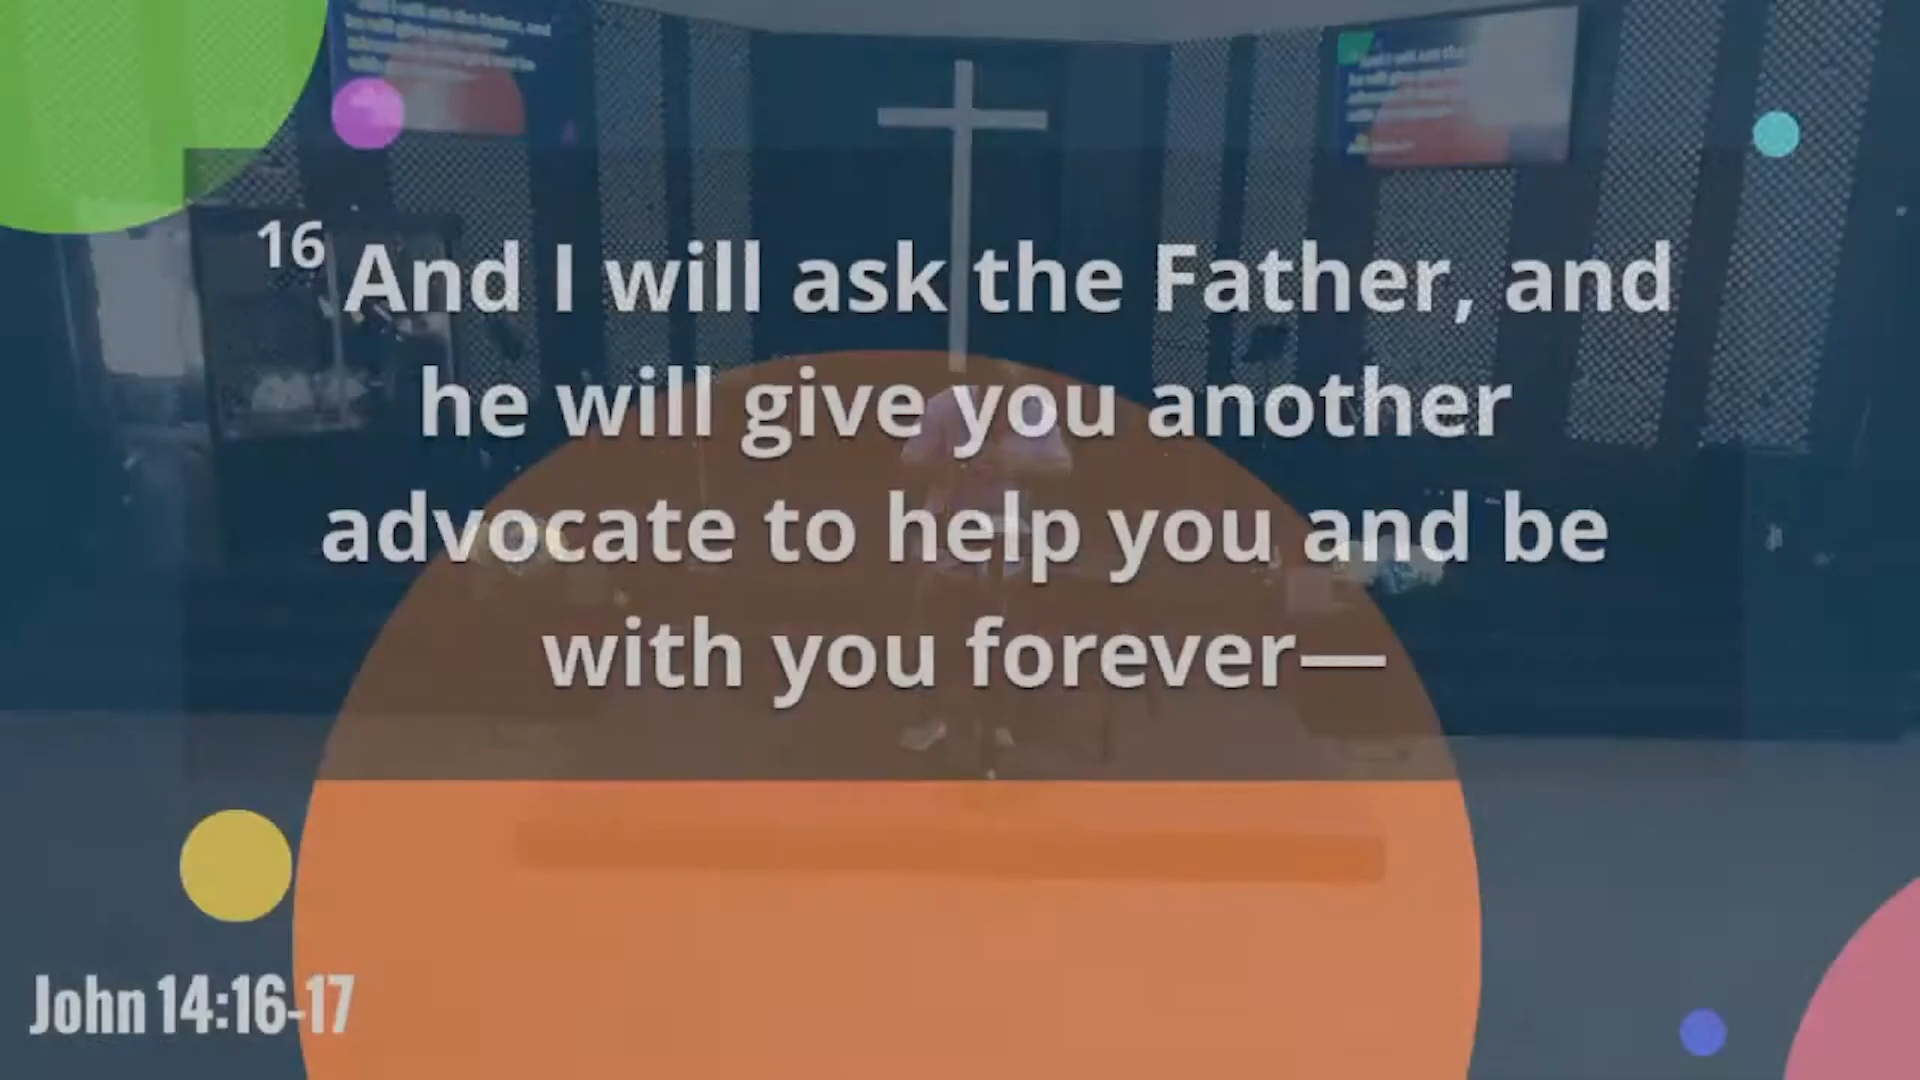 16 And I will ask the Father, and
he will give you another
advocate to help you and be
with you forever—
John 14:16-17